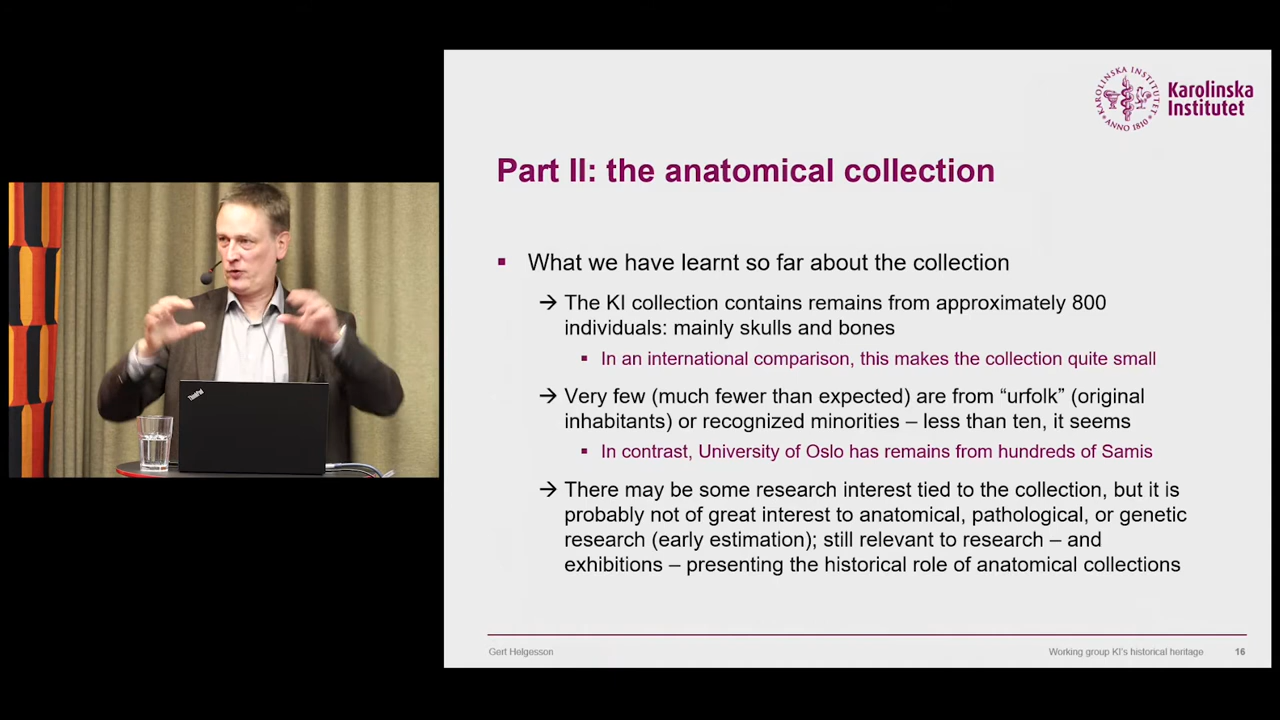 KAROLINSKA INSTITUTET
ANNO 1810
Karolinska
Institutet
Part II: the anatomical collection
▪ What we have learnt so far about the collection
→ The KI collection contains remains from approximately 800
individuals: mainly skulls and bones
▪ In an international comparison, this makes the collection quite small
→ Very few (much fewer than expected) are from “urfolk” (original
inhabitants) or recognized minorities – less than ten, it seems
▪ In contrast, University of Oslo has remains from hundreds of Samis
→ There may be some research interest tied to the collection, but it is
probably not of great interest to anatomical, pathological, or genetic
research (early estimation); still relevant to research – and
exhibitions – presenting the historical role of anatomical collections
Gert Helgesson
Working group KI's historical heritage
16
ThinkPad